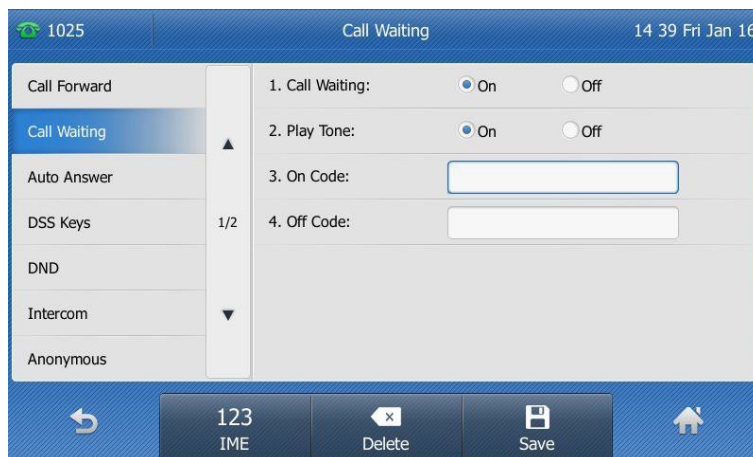 1025 Call Waiting 14 39 Fri Jan 16
Call Forward
Call Waiting
Auto Answer
DSS Keys
DND
Intercom
Anonymous
1/2
1. Call Waiting: On Off
2. Play Tone: On Off
3. On Code:
4. Off Code:
123
IME
Delete
Save